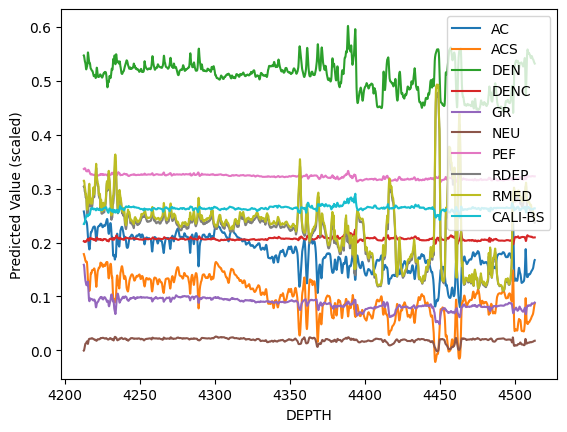 0.6
0.5
0.4
0.3
0.2
0.1
0.0
Predicted Value (scaled)
4200
4250
4300
4350
4400
4450
4500
DEPTH
AC
ACS
DEN
DENC
GR
NEU
PEF
RDEP
RMED
CALI-BS